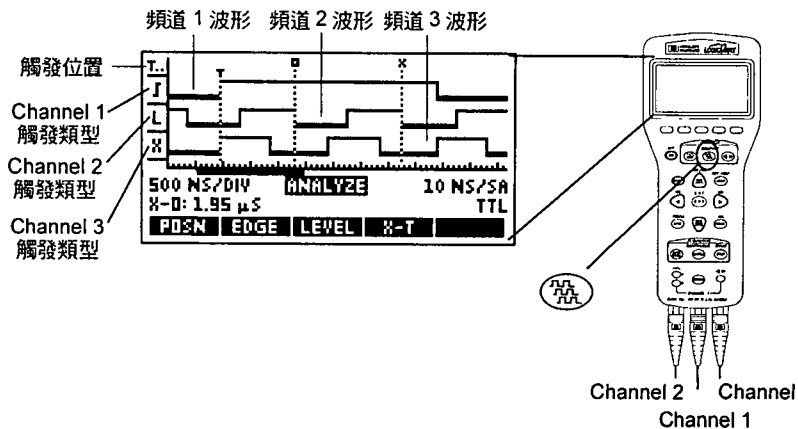 頻道 1 波形 頻道 2 波形 頻道 3 波形
觸發位置
T..
T
X
Channel 1
觸發類型
L
Channel 2
觸發類型
X
Channel 3
觸發類型
500 NS/DIV ANALYZE 10 NS/SA
X-O: 1.95 µS TTL
POSN EDGE LEVEL X-T
Channel 2 Channel
Channel 1